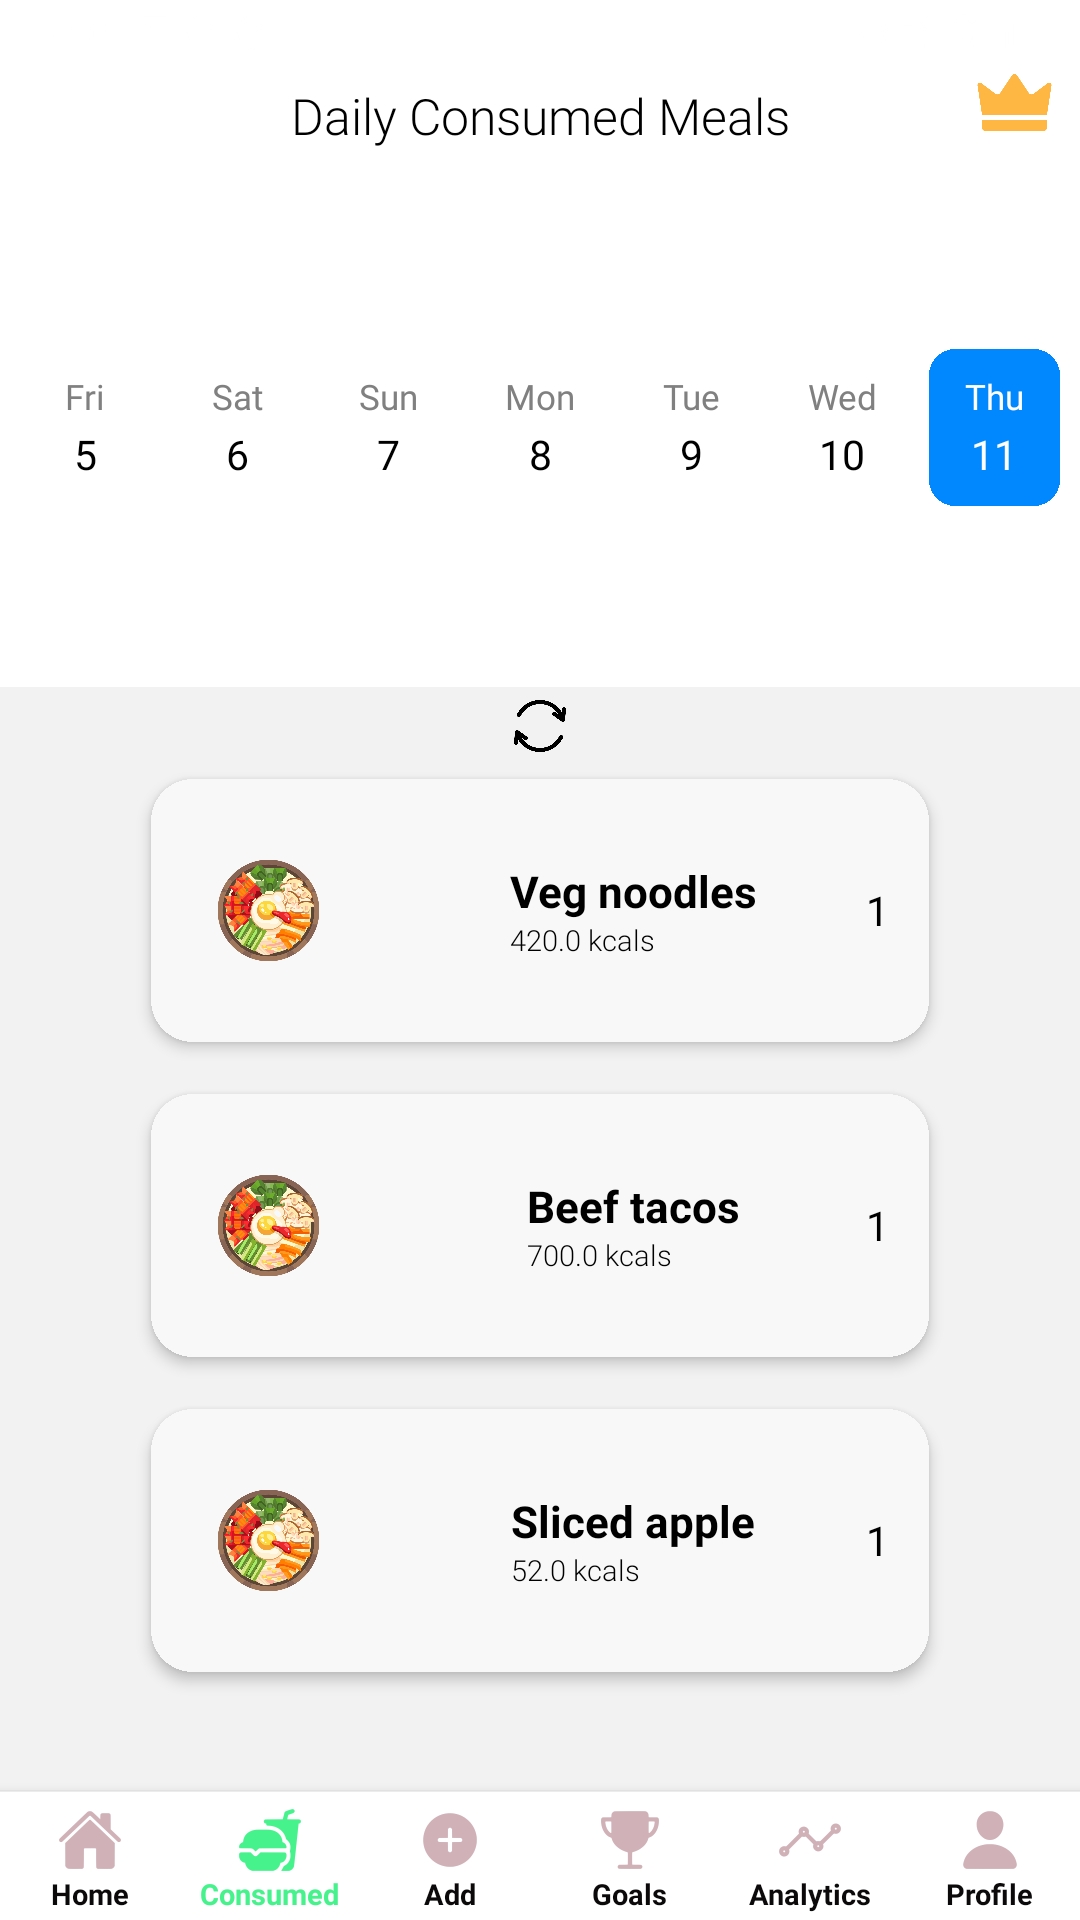 Daily Consumed Meals
Fri Sat Sun Mon Tue Wed Thu
5 6 7 8 9 10 11
Veg noodles
420.0 kcals
1
Beef tacos
700.0 kcals
1
Sliced apple
52.0 kcals
1
Home Consumed Add Goals Analytics Profile